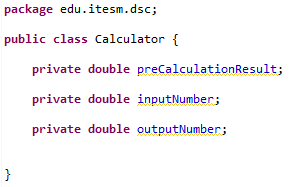 package edu.itesm.dsc;
public class Calculator {
private double preCalculationResult;
private double inputNumber;
private double outputNumber;
}